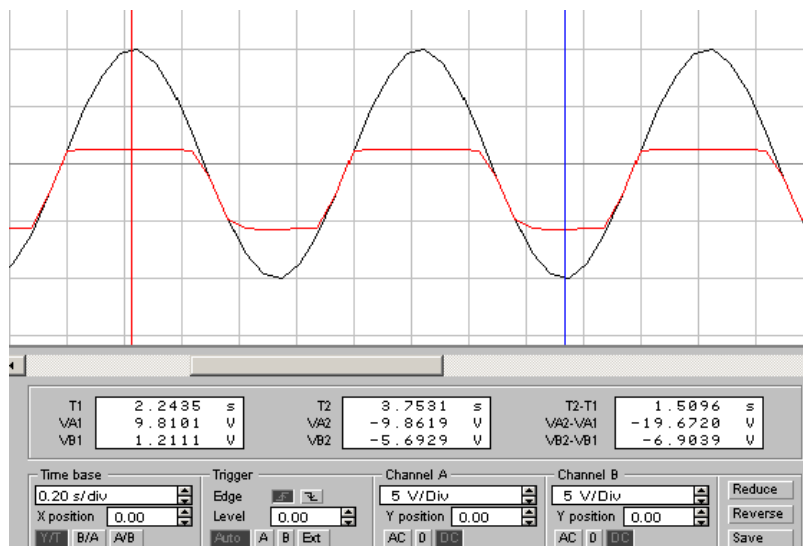 T1 2.2435 s T2 3.7531 s T2-T1 1.5096 s
VA1 9.8101 V VA2 -9.8619 V VA2-VA1 -19.6720 V
VB1 1.2111 V VB2 -5.6929 V VB2-VB1 -6.9039 V
Time base Trigger Channel A Channel B
0.20 s/div Edge 5 V/Div 5 V/Div Reduce
X position 0.00 Level 0.00 Y position 0.00 Y position 0.00 Reverse
Y/T B/A A/B Auto A B Ext AC 0 DC AC 0 DC Save